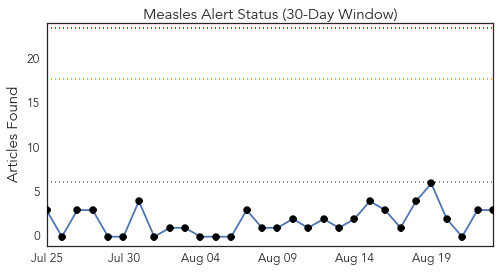 Measles Alert Status (30-Day Window)
Articles Found
20
15
10
5
0
Jul 25 Jul 30 Aug 04 Aug 09 Aug 14 Aug 19